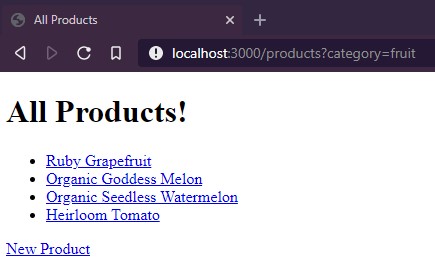 All Products
localhost:3000/products?category=fruit
All Products!
Ruby Grapefruit
Organic Goddess Melon
Organic Seedless Watermelon
Heirloom Tomato
New Product